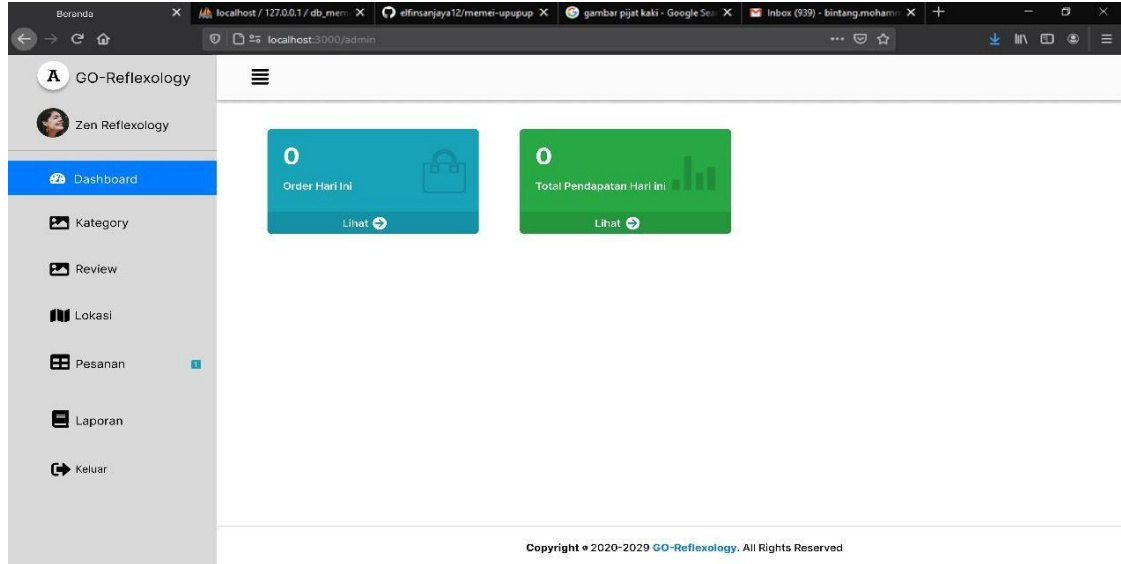 Beranda
localhost / 127.0.0.1 / db_mem
elfinsanjaya12/memei-upupup
gambar pijat kaki - Google Sea
Inbox (939) - bintang.moham
localhost:3000/admin
A GO-Reflexology
Zen Reflexology
Dashboard
Kategory
Review
Lokasi
Pesanan 1
Laporan
Keluar
0
Order Hari Ini
Lihat
0
Total Pendapatan Hari ini
Lihat
Copyright © 2020-2029 GO-Reflexology. All Rights Reserved